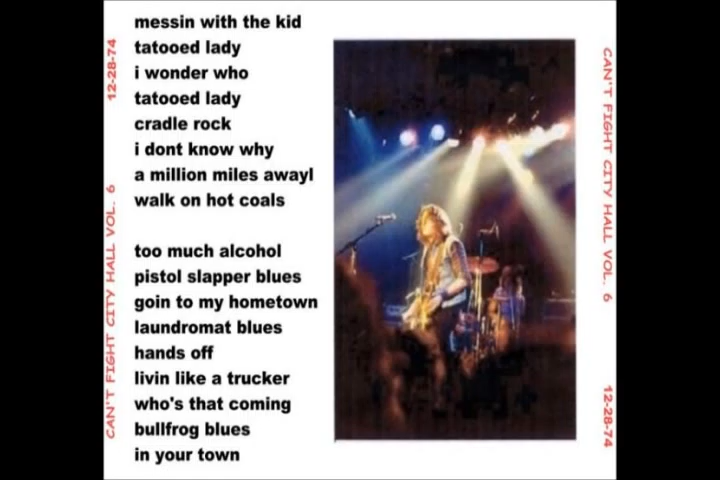 messin with the kid
tatooed lady
i wonder who
tatooed lady
cradle rock
i dont know why
a million miles awayl
walk on hot coals
too much alcohol
pistol slapper blues
goin to my hometown
laundromat blues
hands off
livin like a trucker
who's that coming
bullfrog blues
in your town
CAN'T FIGHT CITY HALL VOL. 6 12-28-74
CAN'T FIGHT CITY HALL VOL. 6 12-28-74